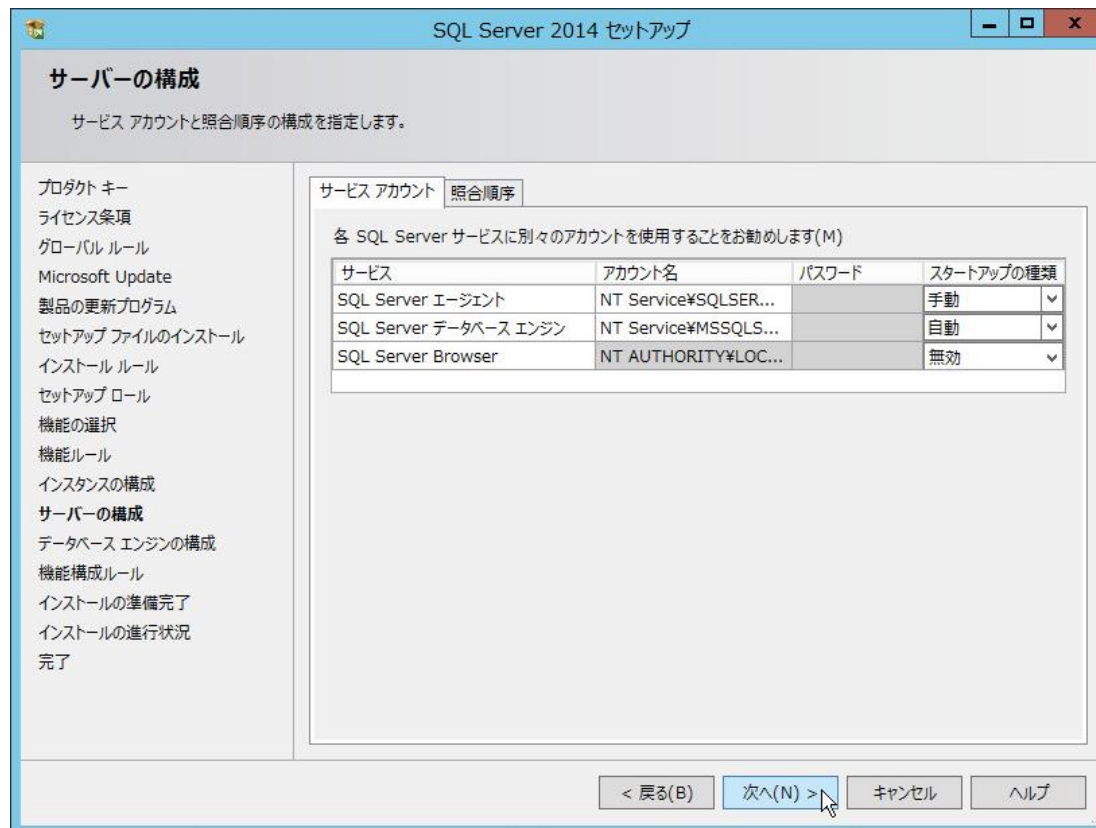 SQL Server 2014 セットアップ
サーバーの構成
サービス アカウントと照合順序の構成を指定します。
プロダクト キー
ライセンス条項
グローバル ルール
Microsoft Update
製品の更新プログラム
セットアップ ファイルのインストール
インストール ルール
セットアップ ロール
機能の選択
機能ルール
インスタンスの構成
サーバーの構成
データベース エンジンの構成
機能構成ルール
インストールの準備完了
インストールの進行状況
完了
サービス アカウント 照合順序
各 SQL Server サービスに別々のアカウントを使用することをお勧めします(M)
サービス アカウント名 パスワード スタートアップの種類
SQL Server エージェント NT Service¥SQLSER... 手動
SQL Server データベース エンジン NT Service¥MSSQLS... 自動
SQL Server Browser NT AUTHORITY¥LOC... 無効
< 戻る(B) 次へ(N) > キャンセル ヘルプ